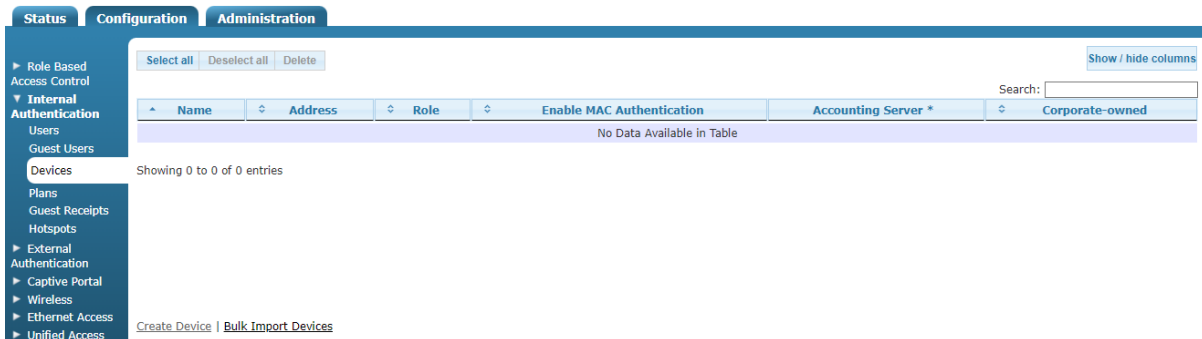 Status Configuration Administration
Role Based
Access Control
Internal
Authentication
Users
Guest Users
Devices
Plans
Guest Receipts
Hotspots
External
Authentication
Captive Portal
Wireless
Ethernet Access
Unified Access
Select all Deselect all Delete
Show / hide columns
Search:
Name Address Role Enable MAC Authentication Accounting Server * Corporate-owned
No Data Available in Table
Showing 0 to 0 of 0 entries
Create Device | Bulk Import Devices